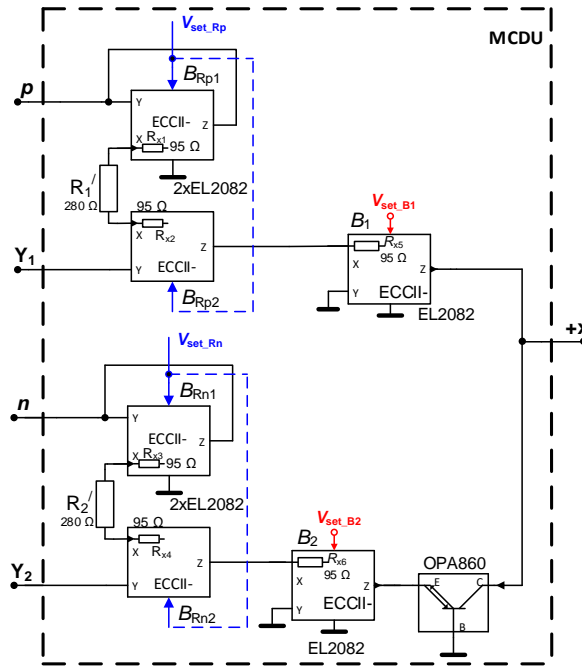 MCDU
V_set_Rp
p
B_Rp1
Y
ECCII-
Z
X
R_x1
95 Ω
R_1/
280 Ω
2xEL2082
95 Ω
X
R_x2
Z
Y_1
Y
ECCII-
B_Rp2
V_set_B1
B_1
R_x5
95 Ω
X
Z
Y
ECCII-
EL2082
+X
V_set_Rn
n
B_Rn1
Y
ECCII-
Z
X
R_x3
95 Ω
R_2/
280 Ω
2xEL2082
95 Ω
X
R_x4
Z
Y_2
Y
ECCII-
B_Rn2
V_set_B2
B_2
R_x6
95 Ω
X
Z
Y
ECCII-
EL2082
OPA860
E
C
B